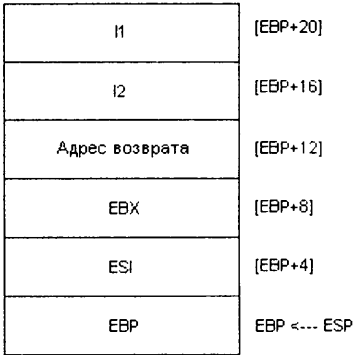 I1 [EBP+20]
I2 [EBP+16]
Адрес возврата [EBP+12]
EBX [EBP+8]
ESI [EBP+4]
EBP EBP <--- ESP